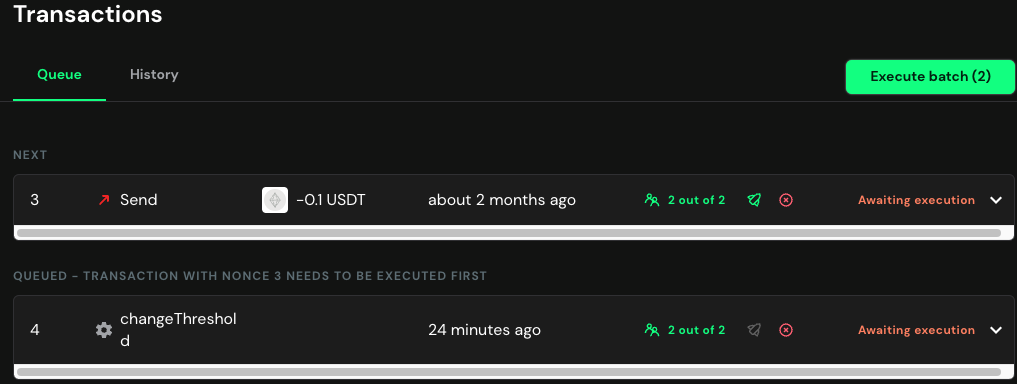 Transactions
Queue History Execute batch (2)
NEXT
3 Send -0.1 USDT about 2 months ago 2 out of 2 Awaiting execution
QUEUED - TRANSACTION WITH NONCE 3 NEEDS TO BE EXECUTED FIRST
4 changeThreshol
d 24 minutes ago 2 out of 2 Awaiting execution